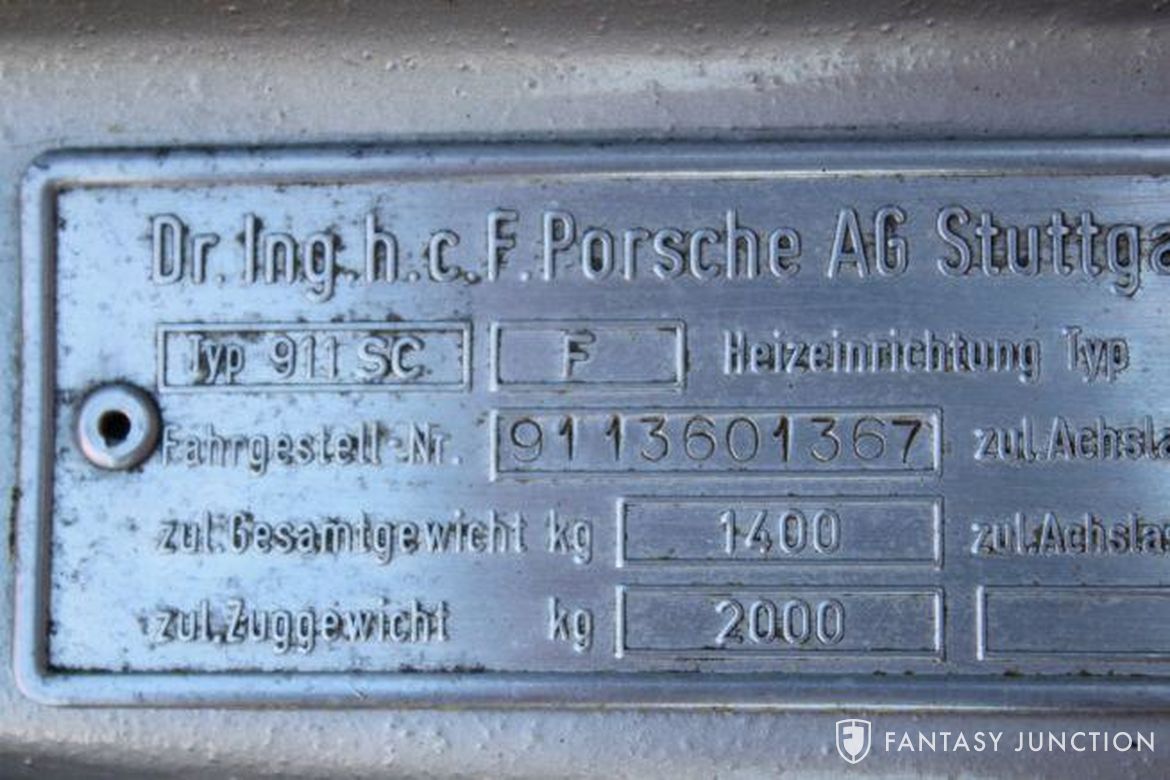 Dr. Ing. h. c. F. Porsche AG Stuttga
Typ 911 SC F Heizeinrichtung Typ
Fahrgestell-Nr. 9113601367 zul. Achsla
zul. Gesamtgewicht kg 1400 zul. Achslas
zul. Zuggewicht kg 2000
FANTASY JUNCTION